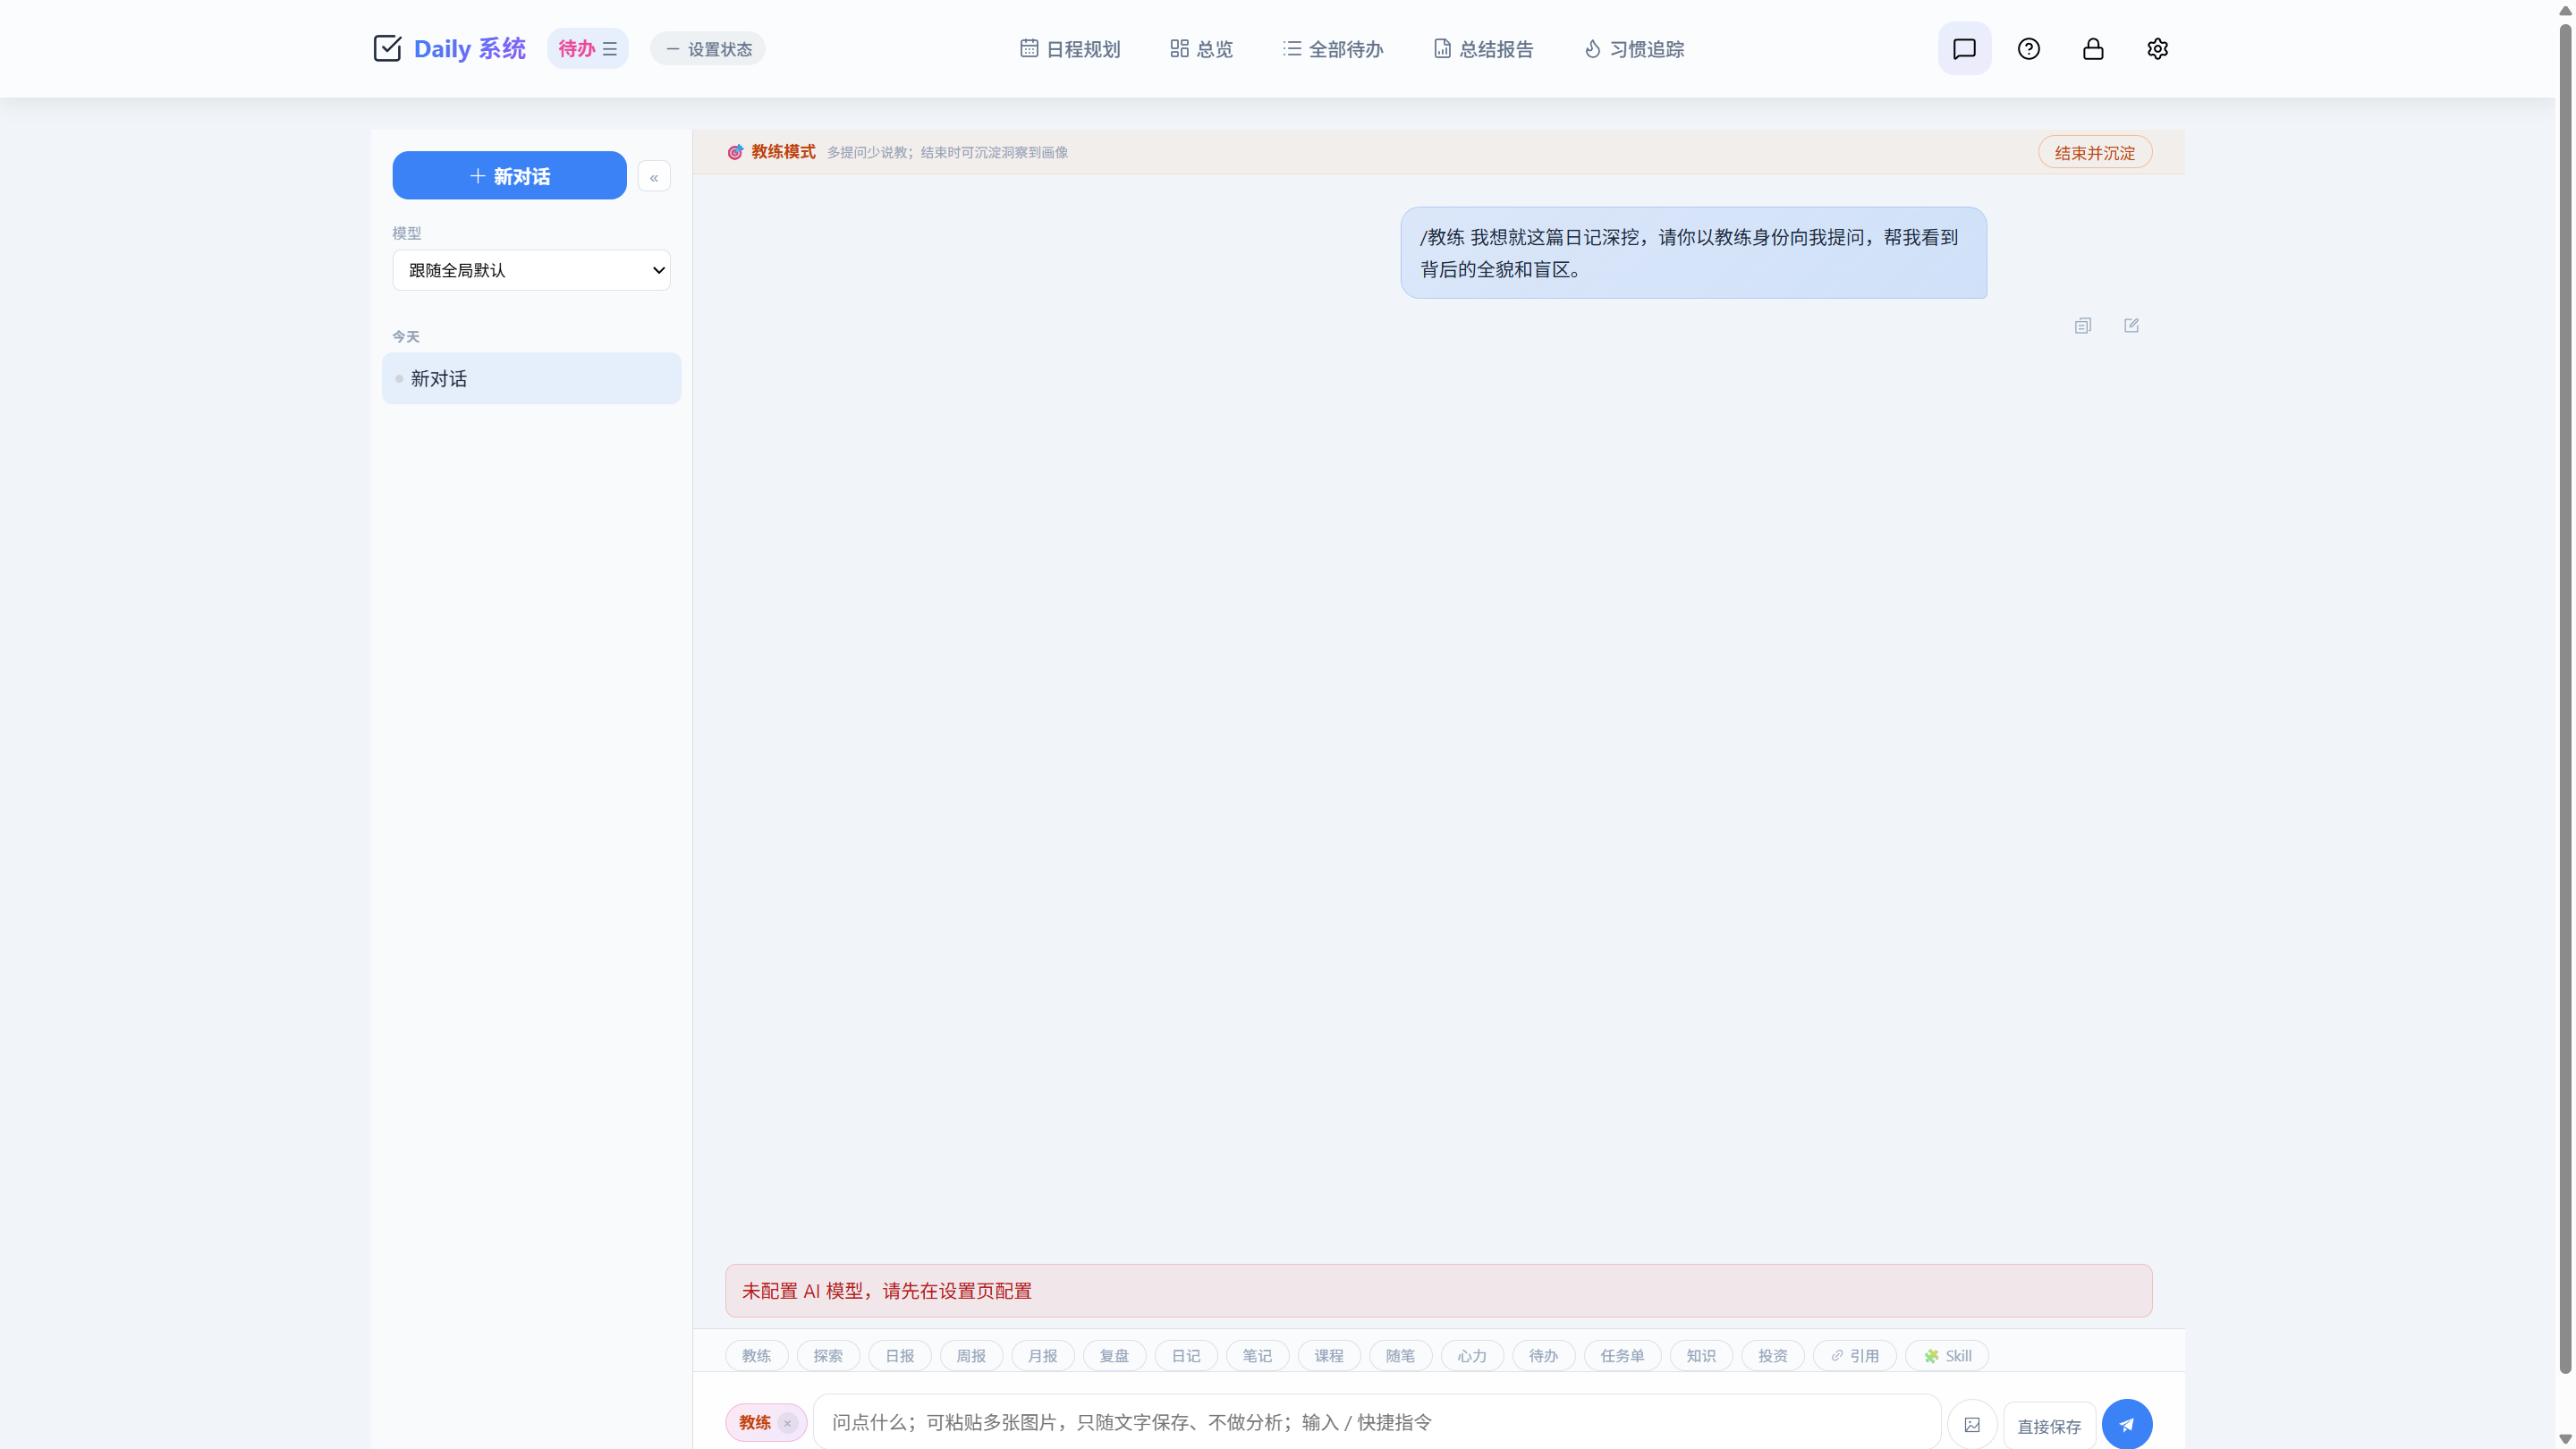 Daily 系统
待办
设置状态
日程规划
总览
全部待办
总结报告
习惯追踪
+ 新对话
«
模型
跟随全局默认
今天
新对话
教练模式 多提问少说教；结束时可沉淀洞察到画像
结束并沉淀
/教练 我想就这篇日记深挖，请你以教练身份向我提问，帮我看到
背后的全貌和盲区。
未配置 AI 模型，请先在设置页配置
教练 探索 日报 周报 月报 复盘 日记 笔记 课程 随笔 心力 待办 任务单 知识 投资 引用 Skill
教练 ×
问点什么；可粘贴多张图片，只随文字保存、不做分析；输入 / 快捷指令
直接保存